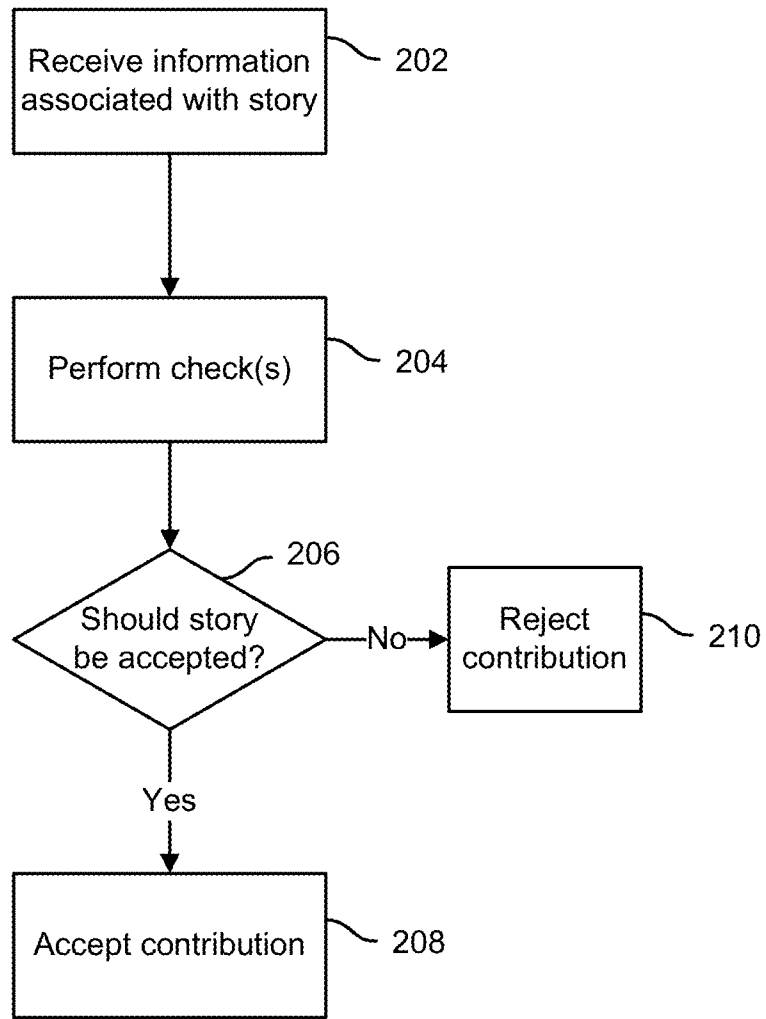 Receive information
associated with story
202
Perform check(s)
204
206
Should story
be accepted?
No
Reject
contribution
210
Yes
Accept contribution
208